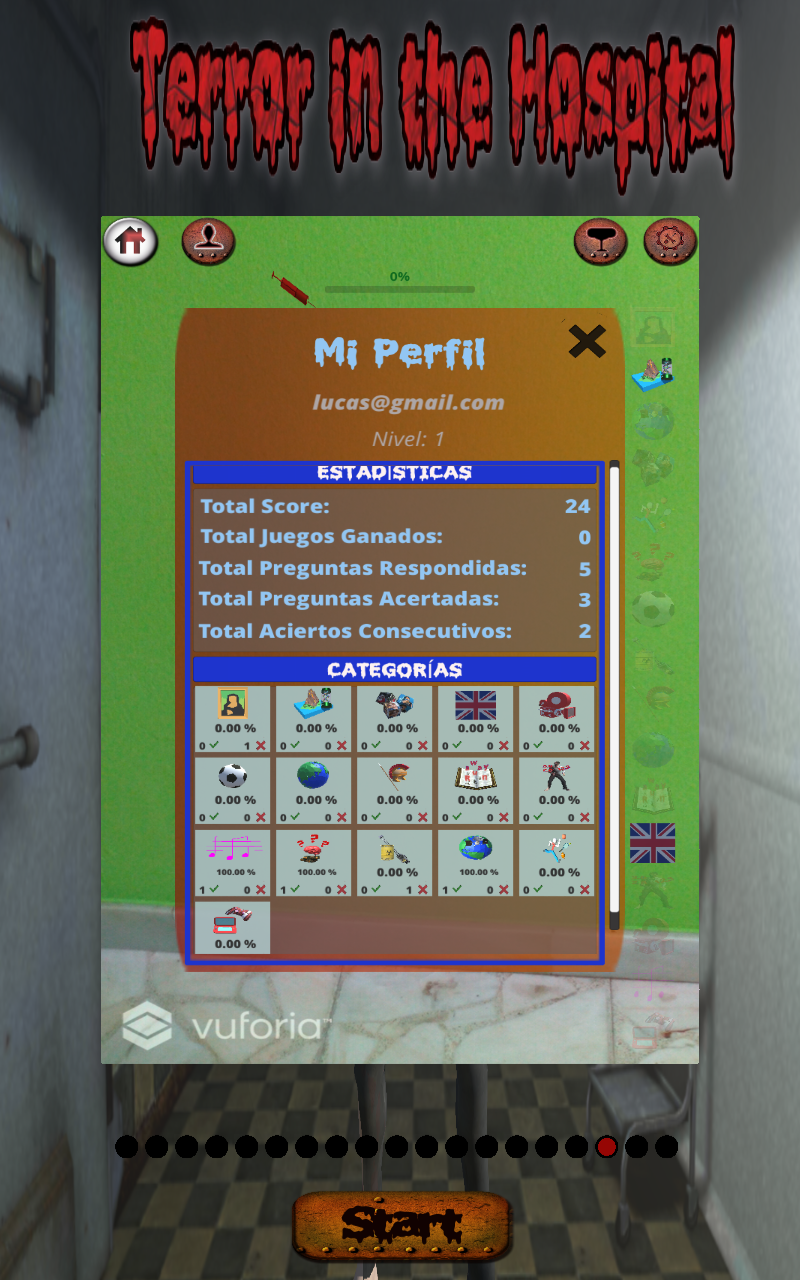 Terror in the Hospital
0%
Mi Perfil
lucas@gmail.com
Nivel: 1
ESTADISTICAS
Total Score: 24
Total Juegos Ganados: 0
Total Preguntas Respondidas: 5
Total Preguntas Acertadas: 3
Total Aciertos Consecutivos: 2
CATEGORÍAS
0.00 % 0.00 % 0.00 % 0.00 % 0.00 %
0 1 0 0 0 0 0 0 0 0
0.00 % 0.00 % 0.00 % 0.00 % 0.00 %
0 0 0 0 0 0 0 0 0 0
100.00 % 100.00 % 0.00 % 100.00 % 0.00 %
1 0 1 0 0 1 1 0 0 0
0.00 %
vuforia™
Start